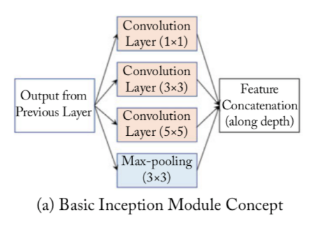 Convolution
Layer (1×1)
Convolution
Layer (3×3)
Output from
Previous Layer
Convolution
Layer (5×5)
Max-pooling
(3×3)
Feature
Concatenation
(along depth)
(a) Basic Inception Module Concept